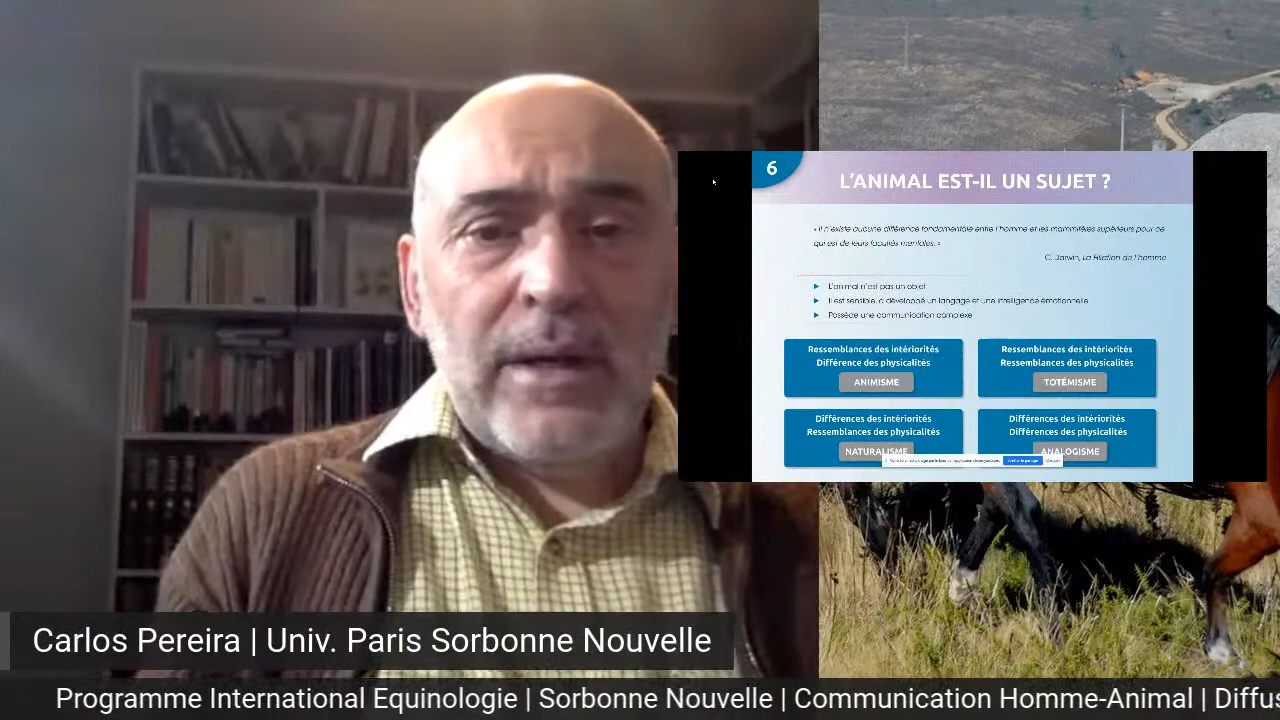 6
L'ANIMAL EST-IL UN SUJET ?
« Il n'existe aucune différence fondamentale entre l'homme et les mammifères supérieurs pour ce
qui est de leurs facultés mentales. »
C. Darwin, La Filiation de l'homme
L'animal n'est pas un objet
Il est sensible, a développé un langage et une intelligence émotionnelle
Possède une communication complexe
Ressemblances des intériorités
Différence des physicalités
ANIMISME
Ressemblances des intériorités
Ressemblances des physicalités
TOTÉMISME
Différences des intériorités
Ressemblances des physicalités
NATURALISME
Différences des intériorités
Différences des physicalités
ANALOGISME
Arrêter le partage
Masquer
Carlos Pereira | Univ. Paris Sorbonne Nouvelle
Programme International Equinologie | Sorbonne Nouvelle | Communication Homme-Animal | Diffus